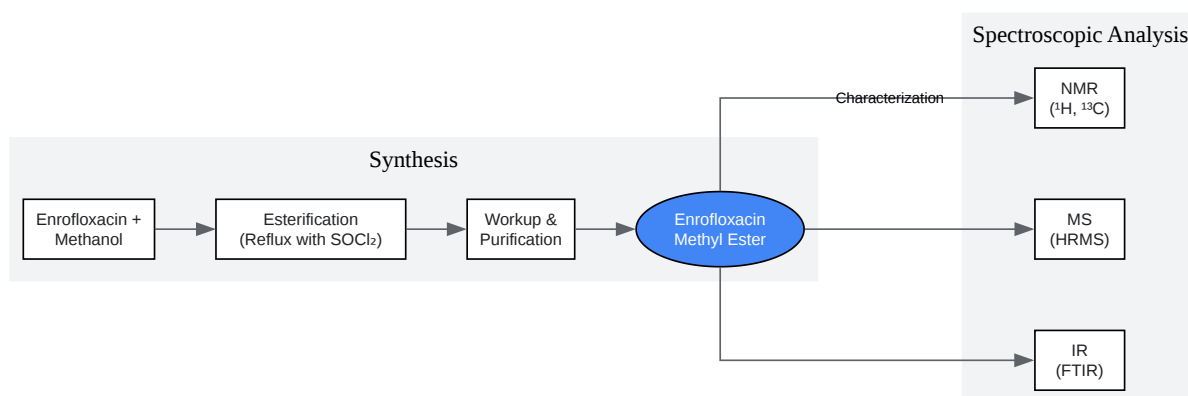 Spectroscopic Analysis
NMR
(¹H, ¹³C)
Characterization
Synthesis
Enrofloxacin +
Methanol
Esterification
(Reflux with SOCl₂)
Workup &
Purification
Enrofloxacin
Methyl Ester
MS
(HRMS)
IR
(FTIR)